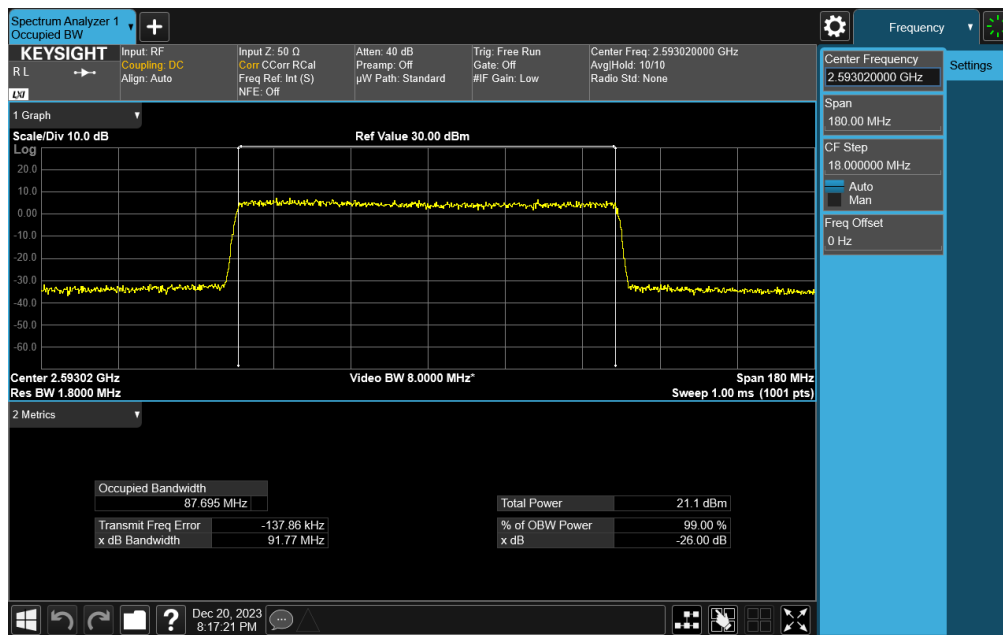 Spectrum Analyzer 1
Occupied BW
KEYSIGHT
R L
LXI
Input: RF
Coupling: DC
Align: Auto
Input Z: 50 Ω
Corr CCorr RCal
Freq Ref: Int (S)
NFE: Off
Atten: 40 dB
Preamp: Off
µW Path: Standard
Trig: Free Run
Gate: Off
#IF Gain: Low
Center Freq: 2.593020000 GHz
Avg|Hold: 10/10
Radio Std: None
Frequency
Settings
Center Frequency
2.593020000 GHz
Span
180.00 MHz
CF Step
18.000000 MHz
Auto
Man
Freq Offset
0 Hz
1 Graph
Scale/Div 10.0 dB
Ref Value 30.00 dBm
Log
20.0
10.0
0.00
-10.0
-20.0
-30.0
-40.0
-50.0
-60.0
Center 2.59302 GHz
Video BW 8.0000 MHz*
Span 180 MHz
Res BW 1.8000 MHz
Sweep 1.00 ms (1001 pts)
2 Metrics
Occupied Bandwidth
87.695 MHz
Transmit Freq Error -137.86 kHz
x dB Bandwidth 91.77 MHz
Total Power 21.1 dBm
% of OBW Power 99.00 %
x dB -26.00 dB
Dec 20, 2023
8:17:21 PM